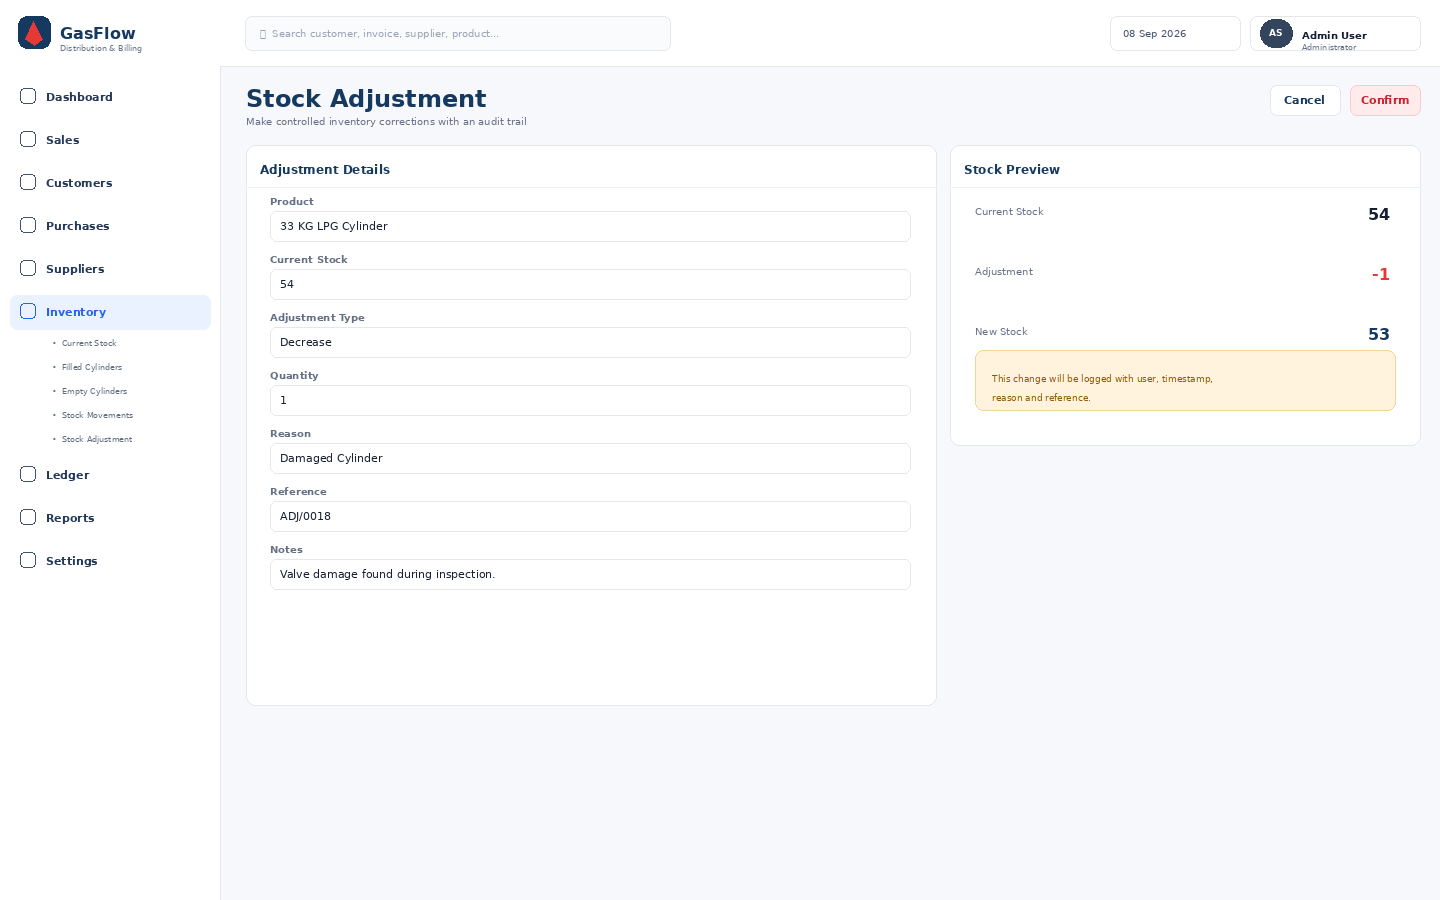 GasFlow
Distribution & Billing
Search customer, invoice, supplier, product...
08 Sep 2026
AS
Admin User
Administrator
Dashboard
Sales
Customers
Purchases
Suppliers
Inventory
• Current Stock
• Filled Cylinders
• Empty Cylinders
• Stock Movements
• Stock Adjustment
Ledger
Reports
Settings
Stock Adjustment
Make controlled inventory corrections with an audit trail
Cancel
Confirm
Adjustment Details
Product
33 KG LPG Cylinder
Current Stock
54
Adjustment Type
Decrease
Quantity
1
Reason
Damaged Cylinder
Reference
ADJ/0018
Notes
Valve damage found during inspection.
Stock Preview
Current Stock
54
Adjustment
-1
New Stock
53
This change will be logged with user, timestamp,
reason and reference.